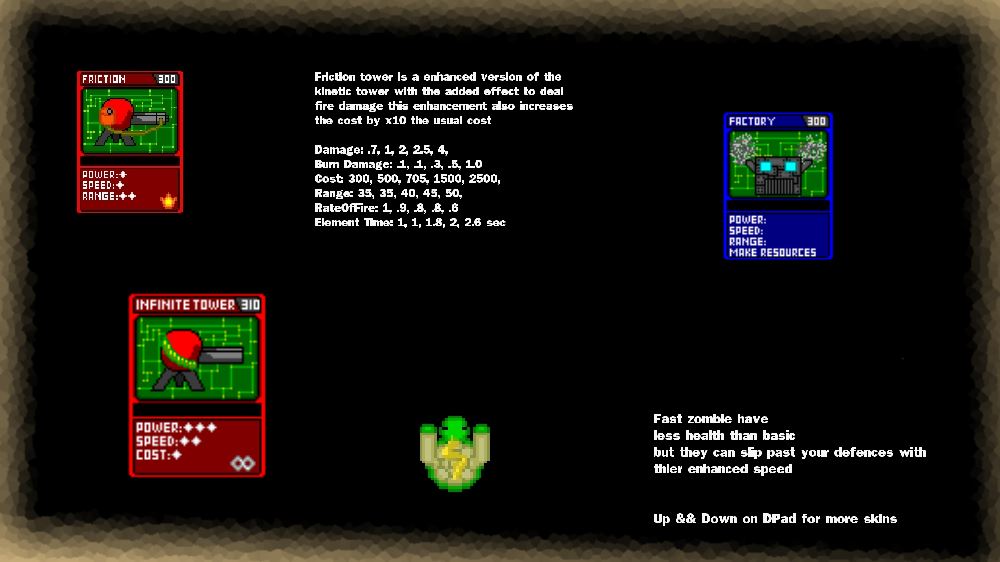 FRICTION 300
POWER:
SPEED:
RANGE:
Friction tower is a enhanced version of the
kinetic tower with the added effect to deal
fire damage this enhancement also increases
the cost by x10 the usual cost
Damage: .7, 1, 2, 2.5, 4,
Burn Damage: .1, .1, .3, .5, 1.0
Cost: 300, 500, 705, 1500, 2500,
Range: 35, 35, 40, 45, 50,
RateOfFire: 1, .9, .8, .8, .6
Element Time: 1, 1, 1.8, 2, 2.6 sec
FACTORY 300
POWER:
SPEED:
RANGE:
MAKE RESOURCES
INFINITE TOWER 310
POWER:
SPEED:
COST:
Fast zombie have
less health than basic
but they can slip past your defences with
thier enhanced speed
Up && Down on DPad for more skins